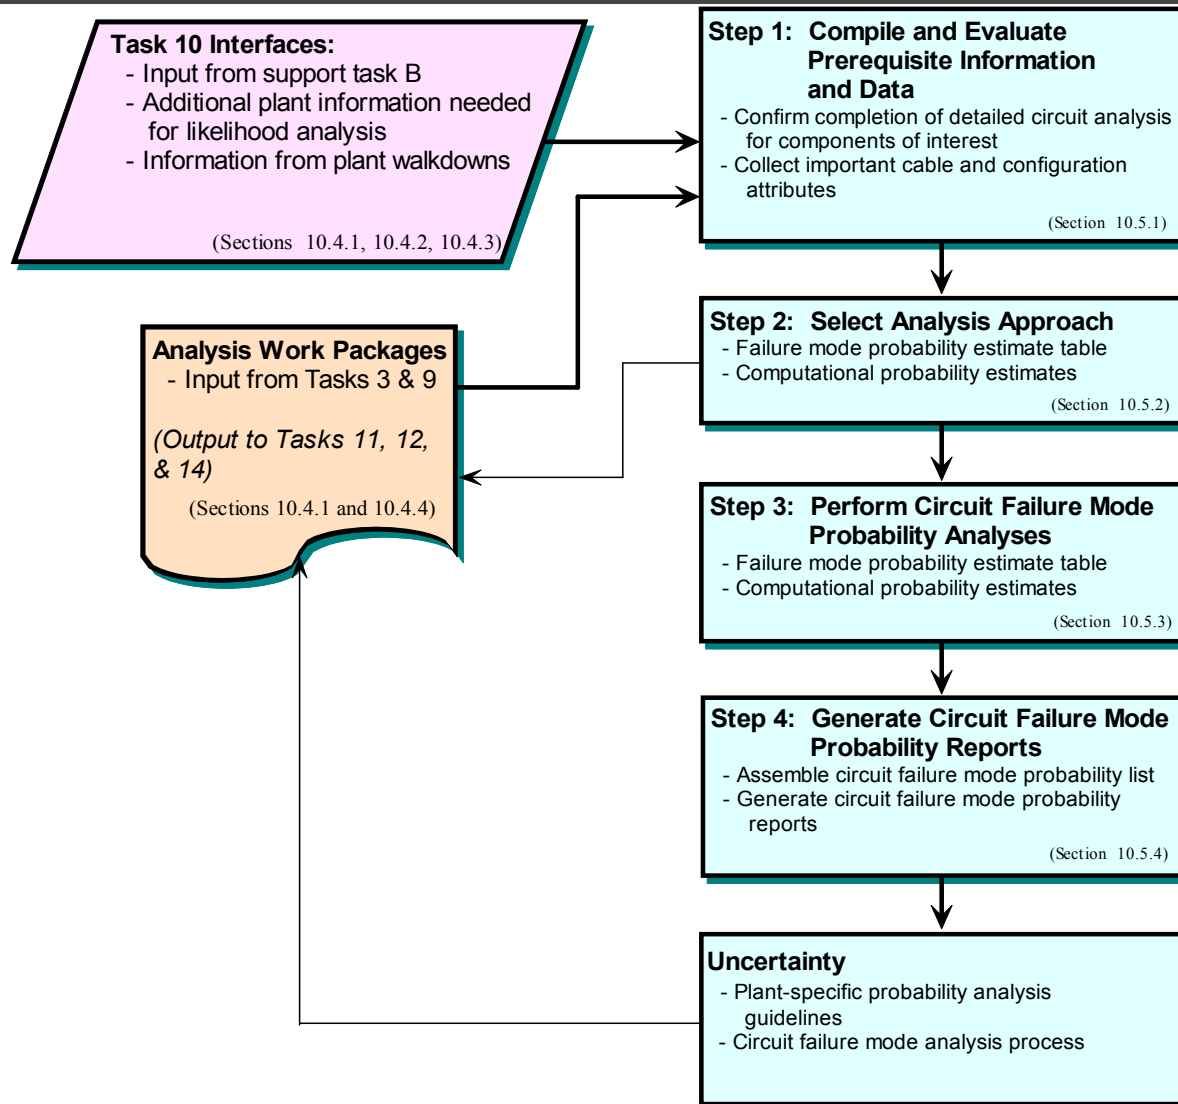 Task 10 Interfaces:
- Input from support task B
- Additional plant information needed
for likelihood analysis
- Information from plant walkdowns
(Sections 10.4.1, 10.4.2, 10.4.3)
Step 1: Compile and Evaluate
Prerequisite Information
and Data
- Confirm completion of detailed circuit analysis
for components of interest
- Collect important cable and configuration
attributes
(Section 10.5.1)
Analysis Work Packages
- Input from Tasks 3 & 9
(Output to Tasks 11, 12,
& 14)
(Sections 10.4.1 and 10.4.4)
Step 2: Select Analysis Approach
- Failure mode probability estimate table
- Computational probability estimates
(Section 10.5.2)
Step 3: Perform Circuit Failure Mode
Probability Analyses
- Failure mode probability estimate table
- Computational probability estimates
(Section 10.5.3)
Step 4: Generate Circuit Failure Mode
Probability Reports
- Assemble circuit failure mode probability list
- Generate circuit failure mode probability
reports
(Section 10.5.4)
Uncertainty
- Plant-specific probability analysis
guidelines
- Circuit failure mode analysis process